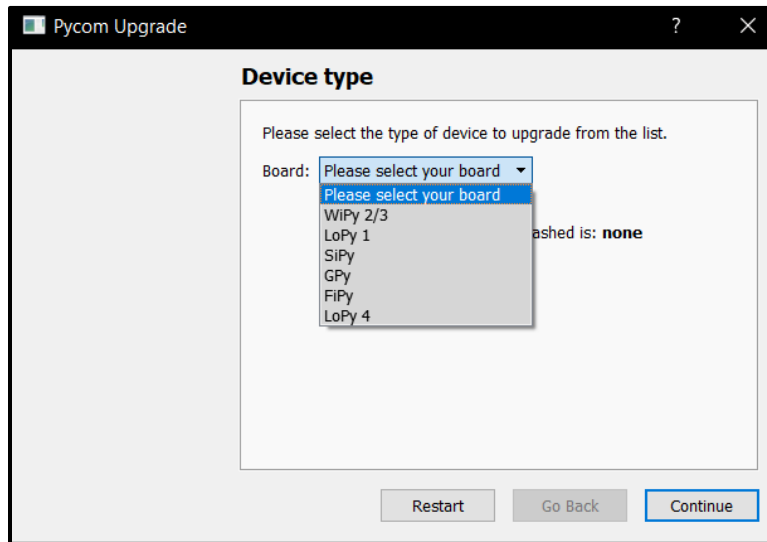 Pycom Upgrade
?
Device type
Please select the type of device to upgrade from the list.
Board: Please select your board
Please select your board
WiPy 2/3
LoPy 1
ashed is: none
SiPy
GPy
FiPy
LoPy 4
Restart
Go Back
Continue